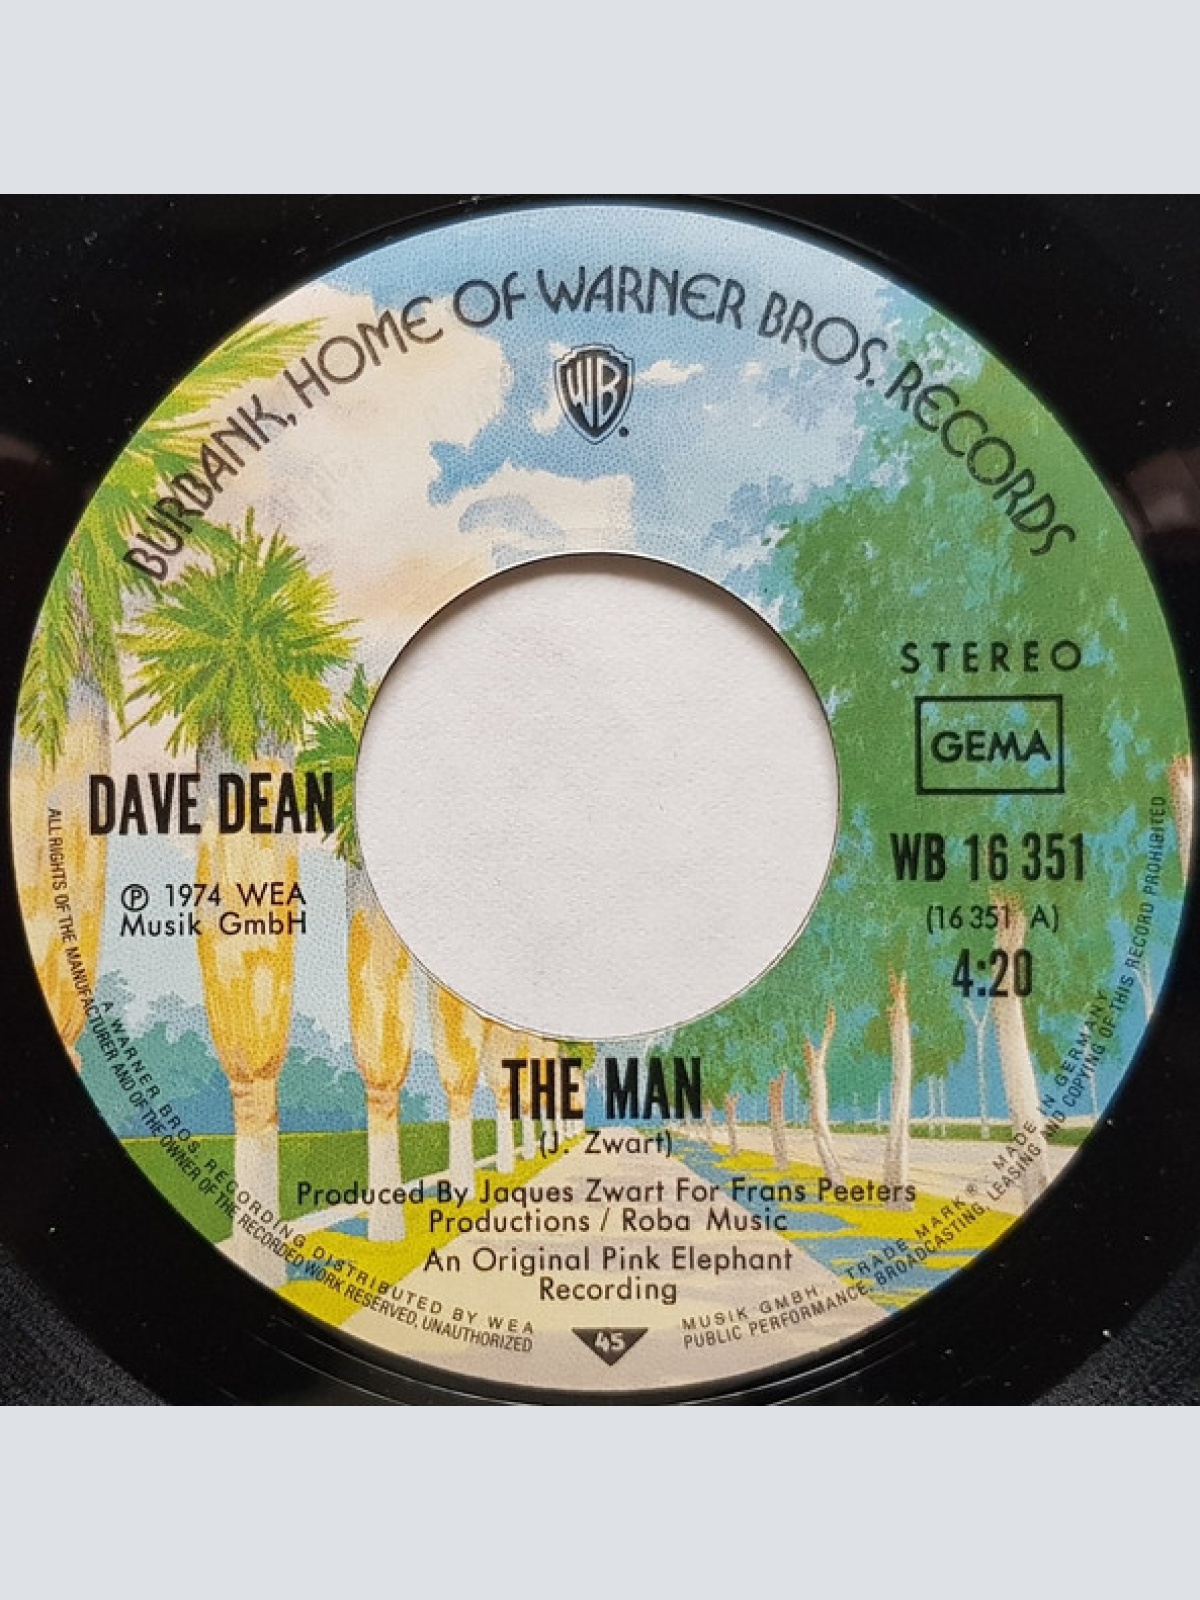 BURBANK, HOME OF WARNER BROS. RECORDS
WB
STEREO
GEMA
DAVE DEAN
℗ 1974 WEA
Musik GmbH
WB 16 351
(16 351 A)
4:20
THE MAN
(J. Zwart)
Produced By Jaques Zwart For Frans Peeters
Productions / Roba Music
An Original Pink Elephant
Recording
A WARNER BROS. RECORDING DISTRIBUTED BY WEA MUSIK GMBH. TRADE MARK ® MADE IN GERMANY
ALL RIGHTS OF THE MANUFACTURER AND OF THE OWNER OF THE RECORDED WORK RESERVED, UNAUTHORIZED PUBLIC PERFORMANCE, BROADCASTING, LEASING AND COPYING OF THIS RECORD PROHIBITED
45